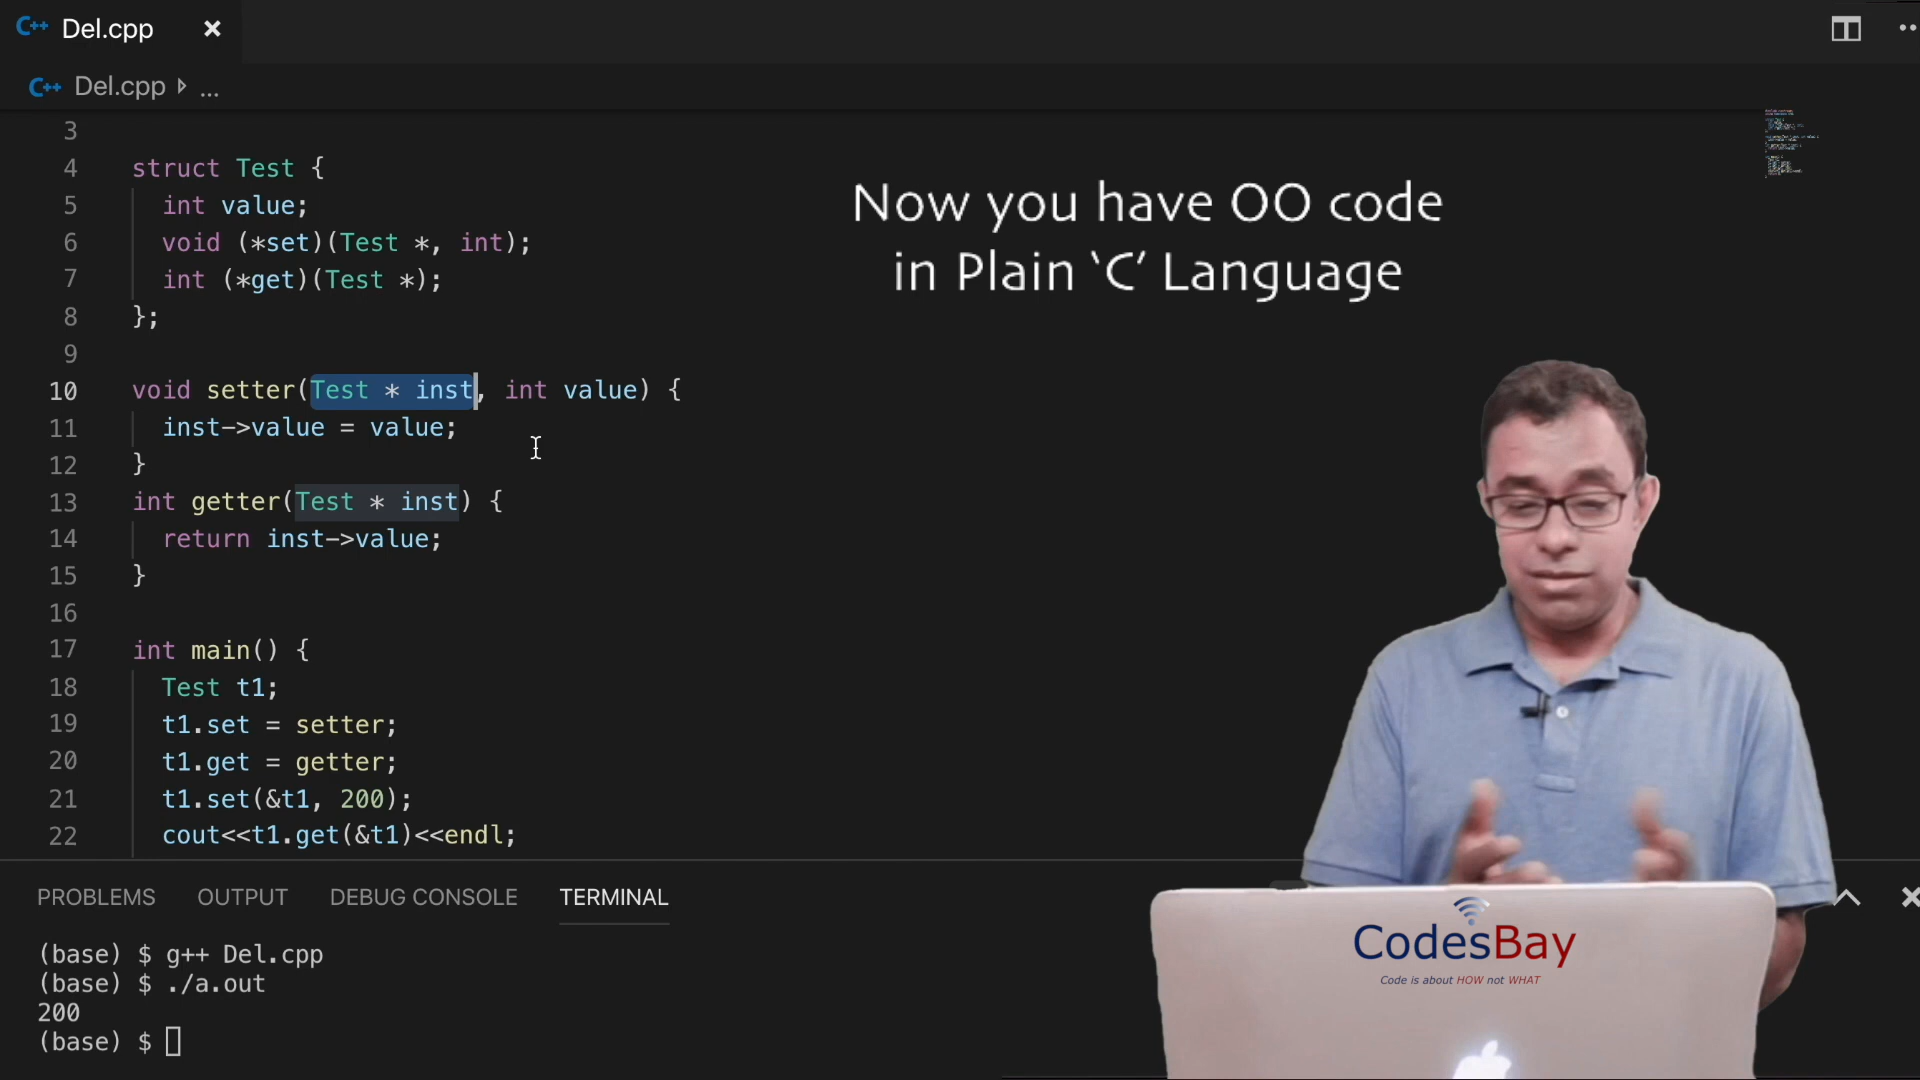 Del.cpp
Del.cpp ...
3
4 struct Test {
5 int value;
6 void (*set)(Test *, int);
7 int (*get)(Test *);
8 };
9
10 void setter(Test * inst, int value) {
11 inst->value = value;
12 }
13 int getter(Test * inst) {
14 return inst->value;
15 }
16
17 int main() {
18 Test t1;
19 t1.set = setter;
20 t1.get = getter;
21 t1.set(&t1, 200);
22 cout<<t1.get(&t1)<<endl;
Now you have OO code
in Plain ‘C’ Language
PROBLEMS OUTPUT DEBUG CONSOLE TERMINAL
(base) $ g++ Del.cpp
(base) $ ./a.out
200
(base) $
CodesBay
Code is about HOW not WHAT